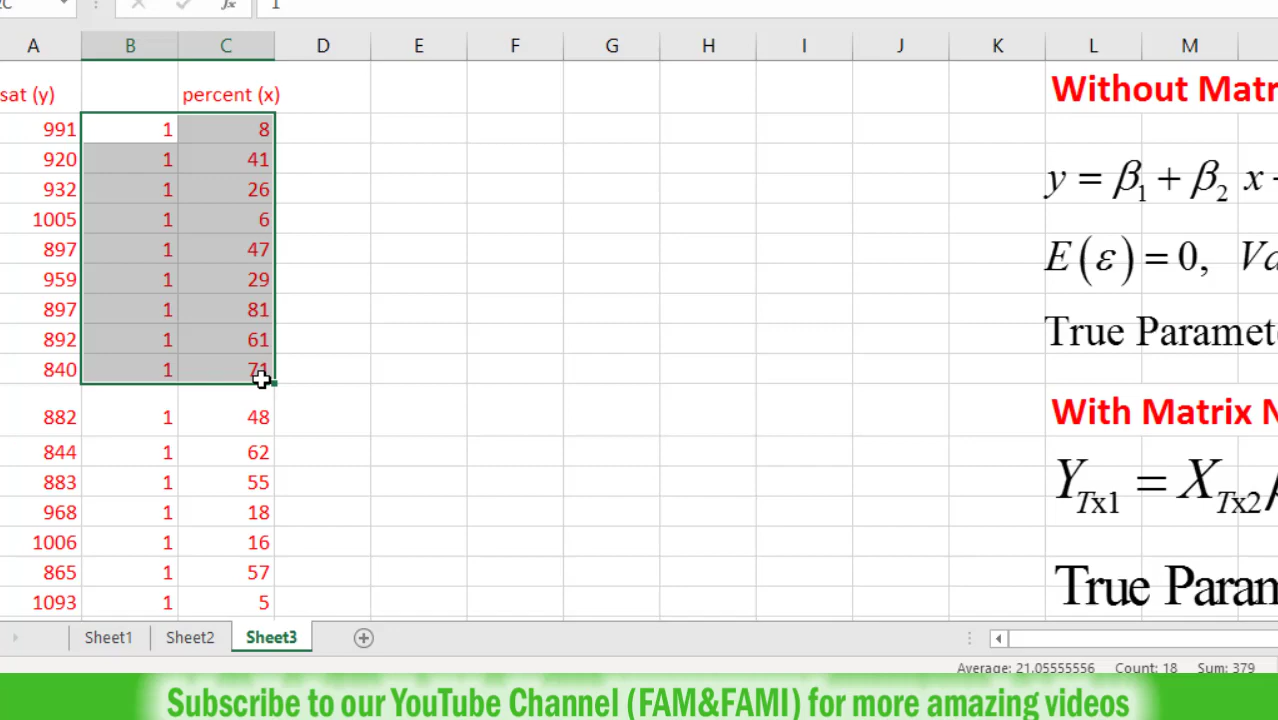 2C fx 1
A B C D E F G H I J K L M
sat (y) percent (x) Without Matr
991 1 8
920 1 41
932 1 26
1005 1 6
897 1 47
959 1 29
897 1 81
892 1 61
840 1 71
882 1 48
844 1 62
883 1 55
968 1 18
1006 1 16
865 1 57
1093 1 5
y = β1 + β2 x
E(ε) = 0, Va
True Paramet
With Matrix N
YTx1 = XTx2
True Param
Sheet1 Sheet2 Sheet3
Average: 21.05555556 Count: 18 Sum: 379
Subscribe to our YouTube Channel (FAM&FAMI) for more amazing videos